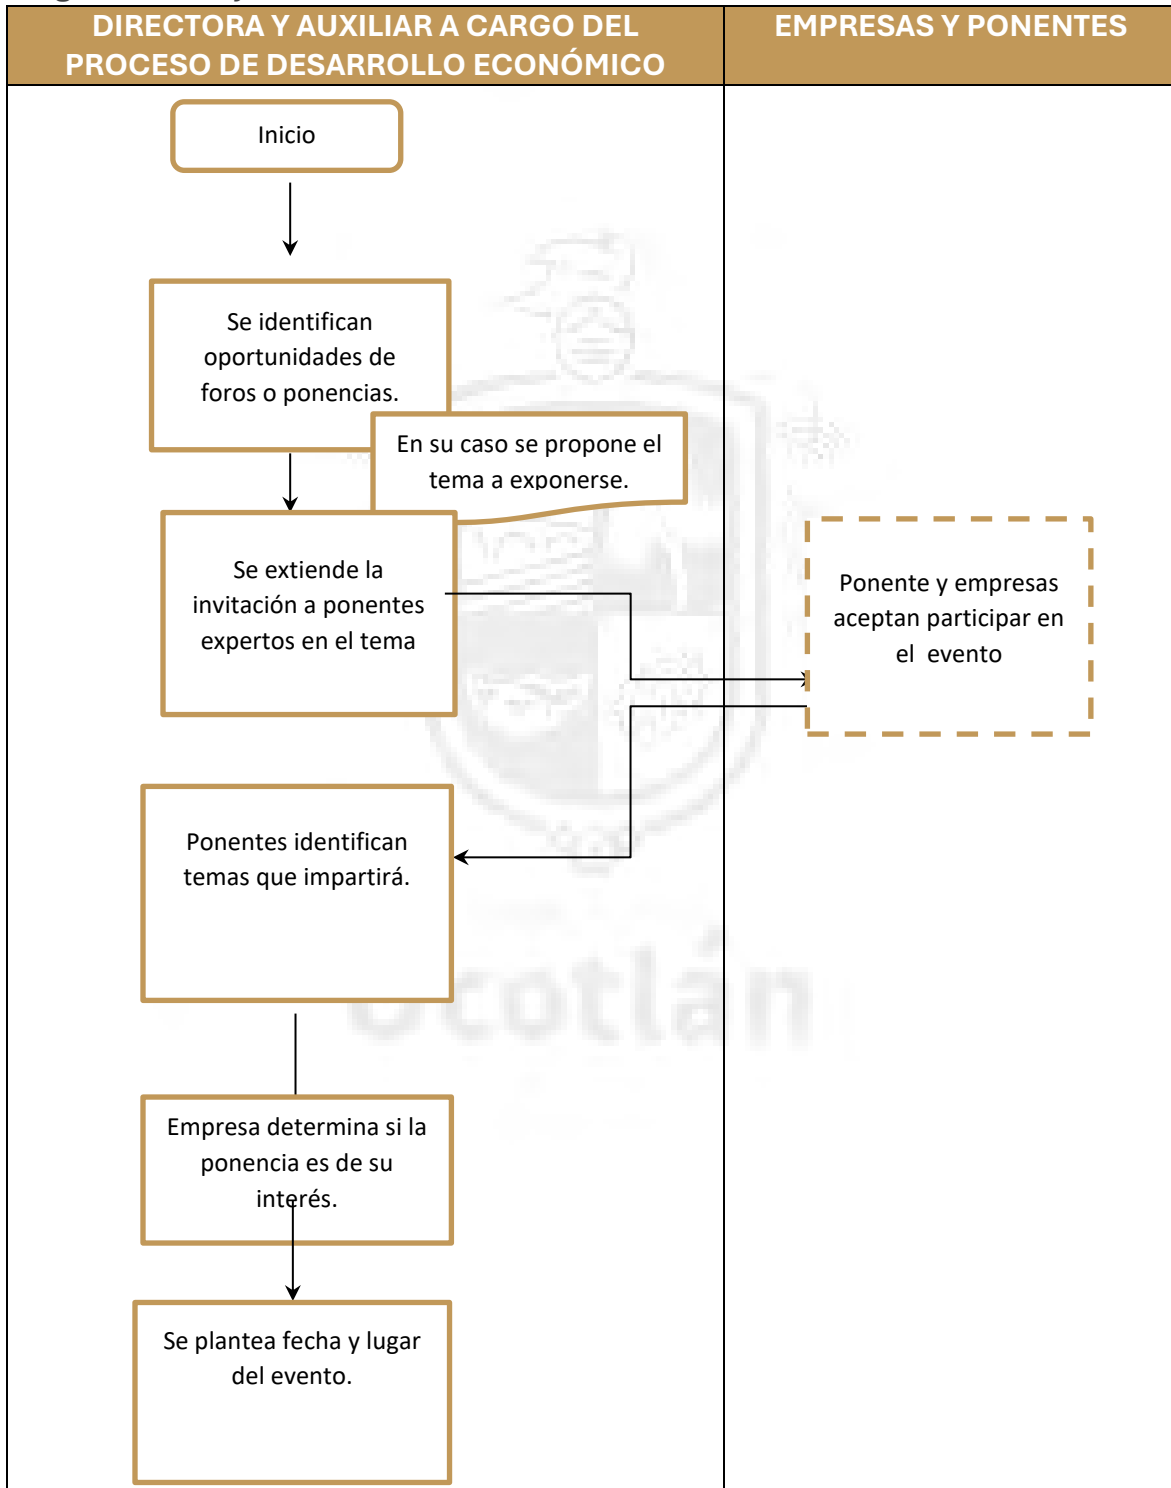 DIRECTORA Y AUXILIAR A CARGO DEL
PROCESO DE DESARROLLO ECONÓMICO
EMPRESAS Y PONENTES
Inicio
Se identifican
oportunidades de
foros o ponencias.
En su caso se propone el
tema a exponerse.
Se extiende la
invitación a ponentes
expertos en el tema
Ponente y empresas
aceptan participar en
el evento
Ponentes identifican
temas que impartirá.
Ocotlán
Empresa determina si la
ponencia es de su
interés.
Se plantea fecha y lugar
del evento.